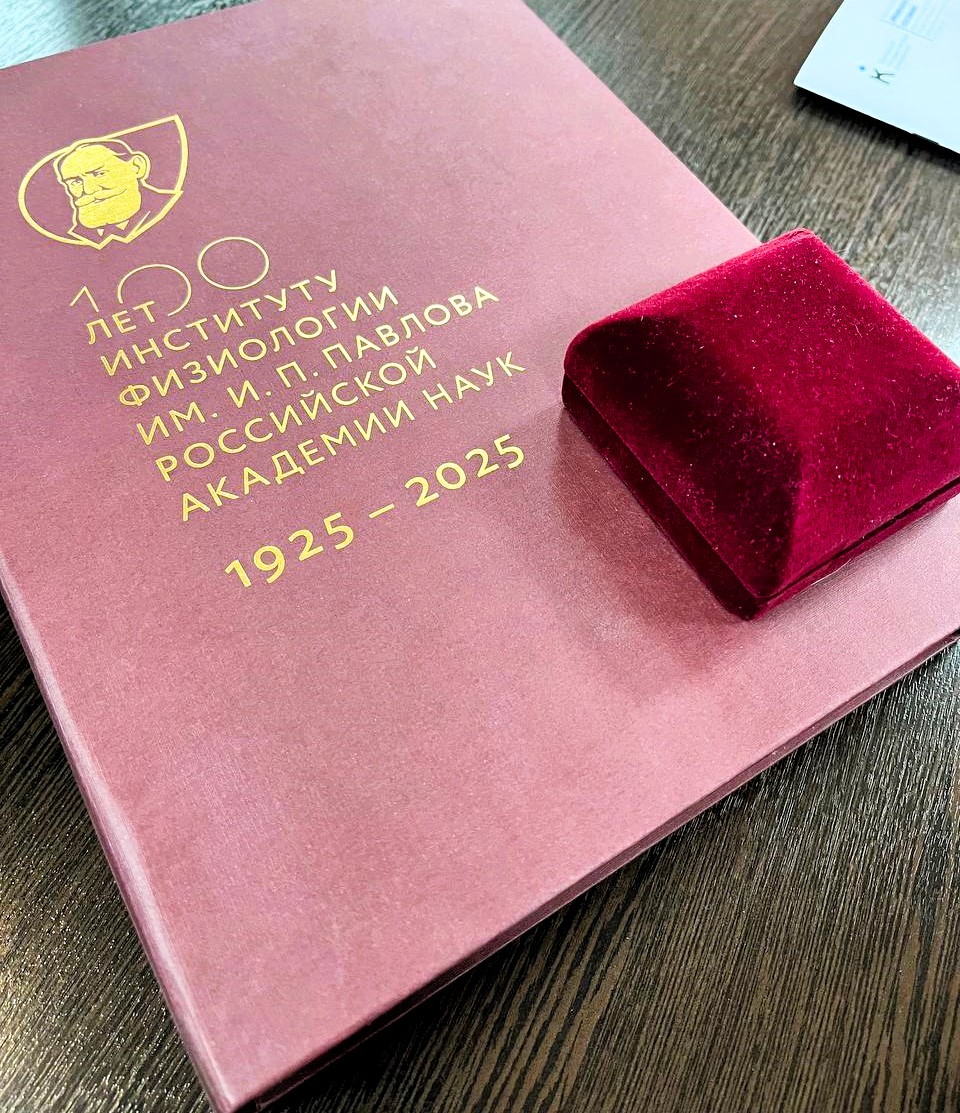 100
ЛЕТ
ИНСТИТУТУ
ФИЗИОЛОГИИ
ИМ. И. П. ПАВЛОВА
РОССИЙСКОЙ
АКАДЕМИИ НАУК
1925 – 2025